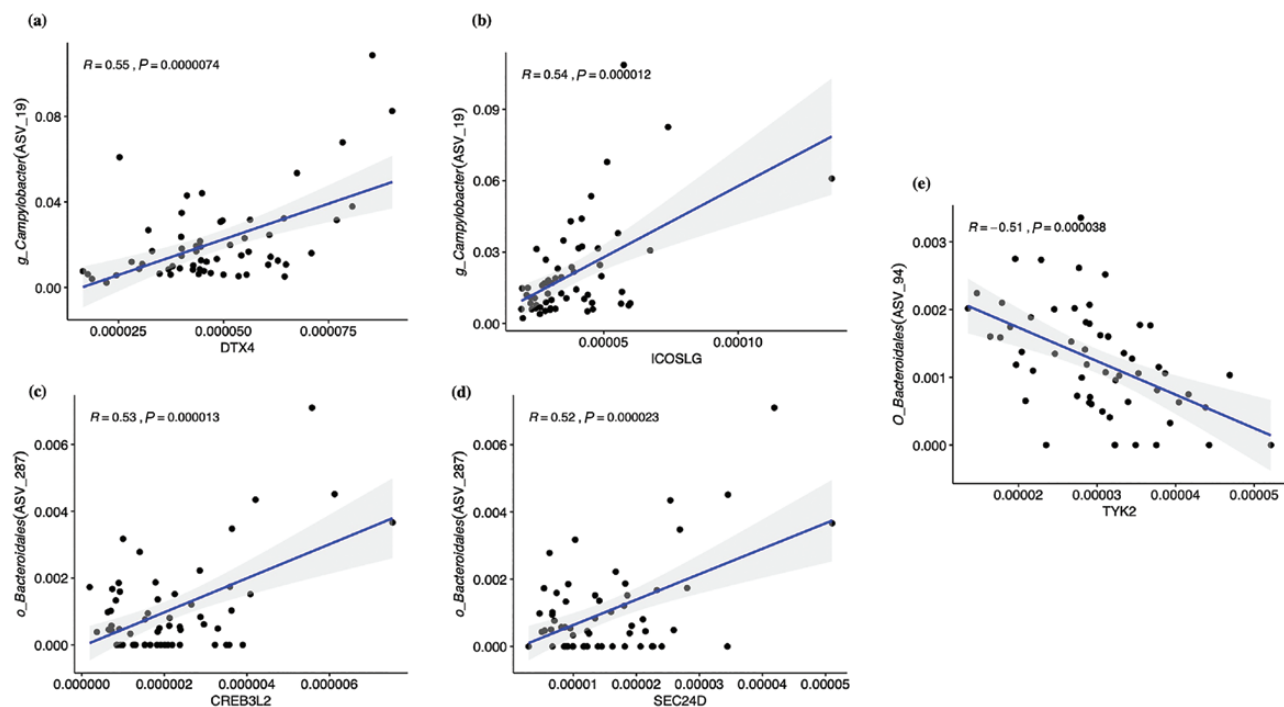 (a)
R = 0.55 , P = 0.0000074
g_Campylobacter(ASV_19)
0.08
0.04
0.00
0.000025 0.000050 0.000075
DTX4
(b)
R = 0.54 , P = 0.000012
g_Campylobacter(ASV_19)
0.09
0.06
0.03
0.00
0.00005 0.00010
ICOSLG
(c)
R = 0.53 , P = 0.000013
o_Bacteroidales(ASV_287)
0.006
0.004
0.002
0.000
0.000000 0.000002 0.000004 0.000006
CREB3L2
(d)
R = 0.52 , P = 0.000023
o_Bacteroidales(ASV_287)
0.006
0.004
0.002
0.000
0.00001 0.00002 0.00003 0.00004 0.00005
SEC24D
(e)
R = −0.51 , P = 0.000038
O_Bacteroidales(ASV_94)
0.003
0.002
0.001
0.000
0.00002 0.00003 0.00004 0.00005
TYK2